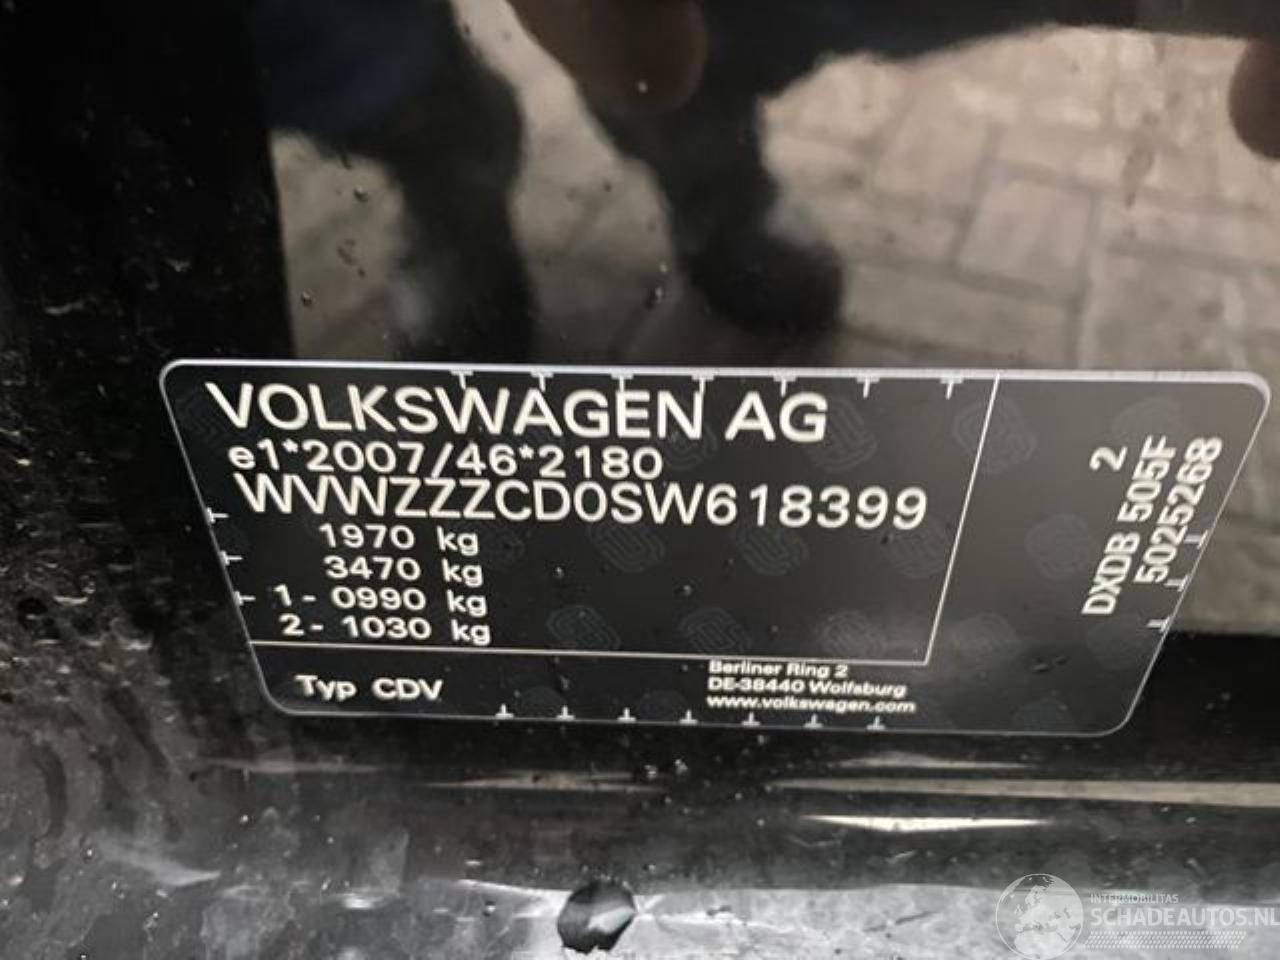 VOLKSWAGEN AG
e1*2007/46*2180
WVWZZZCD0SW618399
1970 kg
3470 kg
1 - 0990 kg
2 - 1030 kg
Typ CDV
Berliner Ring 2
DE-38440 Wolfsburg
www.volkswagen.com
2
DXDB 505F
5025268
INTERMOBILITAS
SCHADEAUTOS.NL